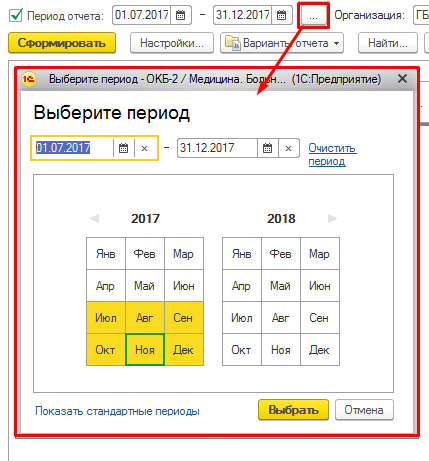 Период отчета: 01.07.2017 – 31.12.2017 ... Организация: ГБ
Сформировать Настройки... Варианты отчета Найти...
1С Выберите период - ОКБ-2 / Медицина. Больн... (1С:Предприятие)
Выберите период
01.07.2017 – 31.12.2017 Очистить период
2017 2018
Янв Фев Мар Янв Фев Мар
Апр Май Июн Апр Май Июн
Июл Авг Сен Июл Авг Сен
Окт Ноя Дек Окт Ноя Дек
Показать стандартные периоды Выбрать Отмена